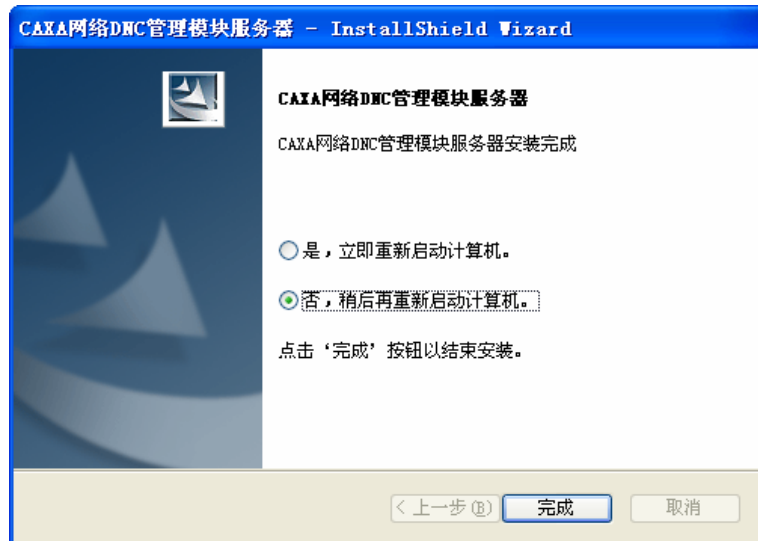 CAXA网络DNC管理模块服务器 - InstallShield Wizard
CAXA网络DNC管理模块服务器
CAXA网络DNC管理模块服务器安装完成
是，立即重新启动计算机。
否，稍后再重新启动计算机。
点击‘完成’按钮以结束安装。
< 上一步(B) 完成 取消